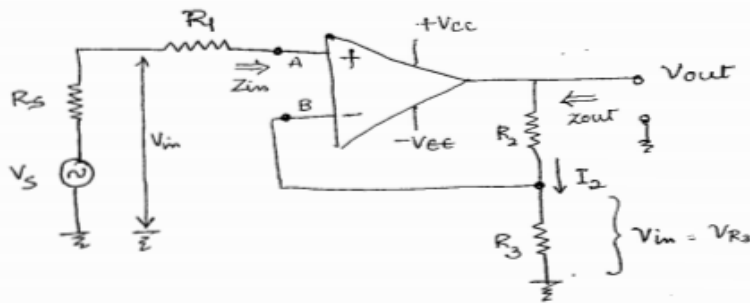 R1
+VCC
A
+
Zin
Vout
B
-
Zout
RS
Vin
R2
-VEE
VS
I2
R3
Vin = VR3